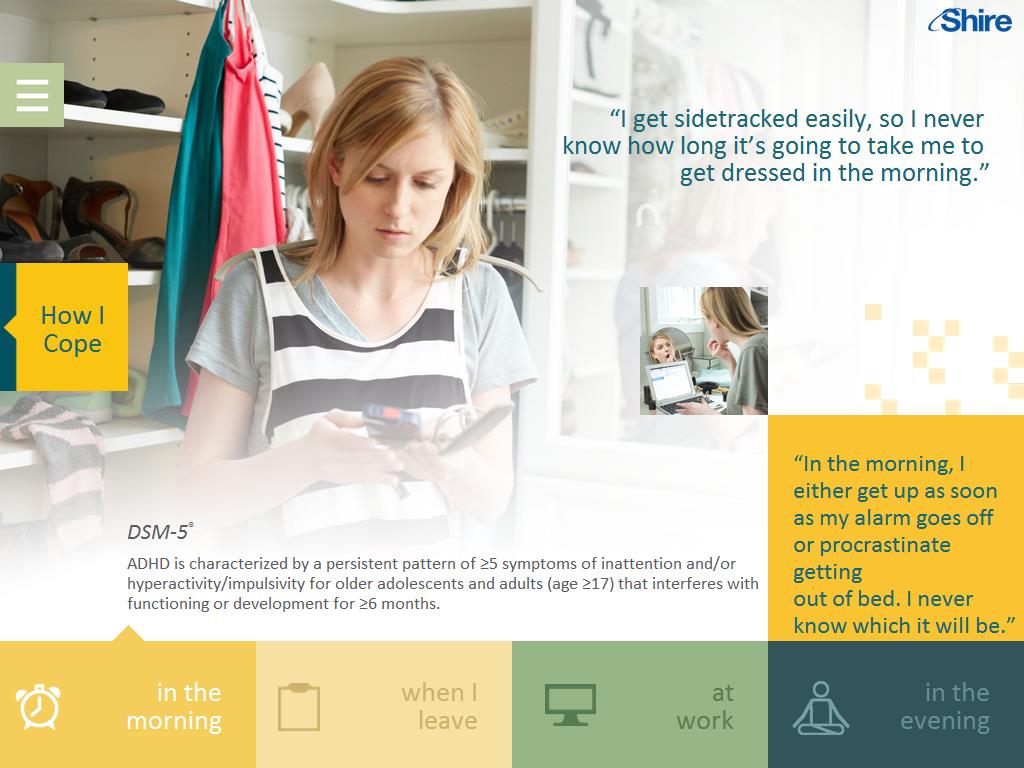 Shire
“I get sidetracked easily, so I never
know how long it’s going to take me to
get dressed in the morning.”
How I
Cope
“In the morning, I
either get up as soon
as my alarm goes off
or procrastinate
getting
out of bed. I never
know which it will be.”
DSM-5®
ADHD is characterized by a persistent pattern of ≥5 symptoms of inattention and/or
hyperactivity/impulsivity for older adolescents and adults (age ≥17) that interferes with
functioning or development for ≥6 months.
in the
morning
when I
leave
at
work
in the
evening